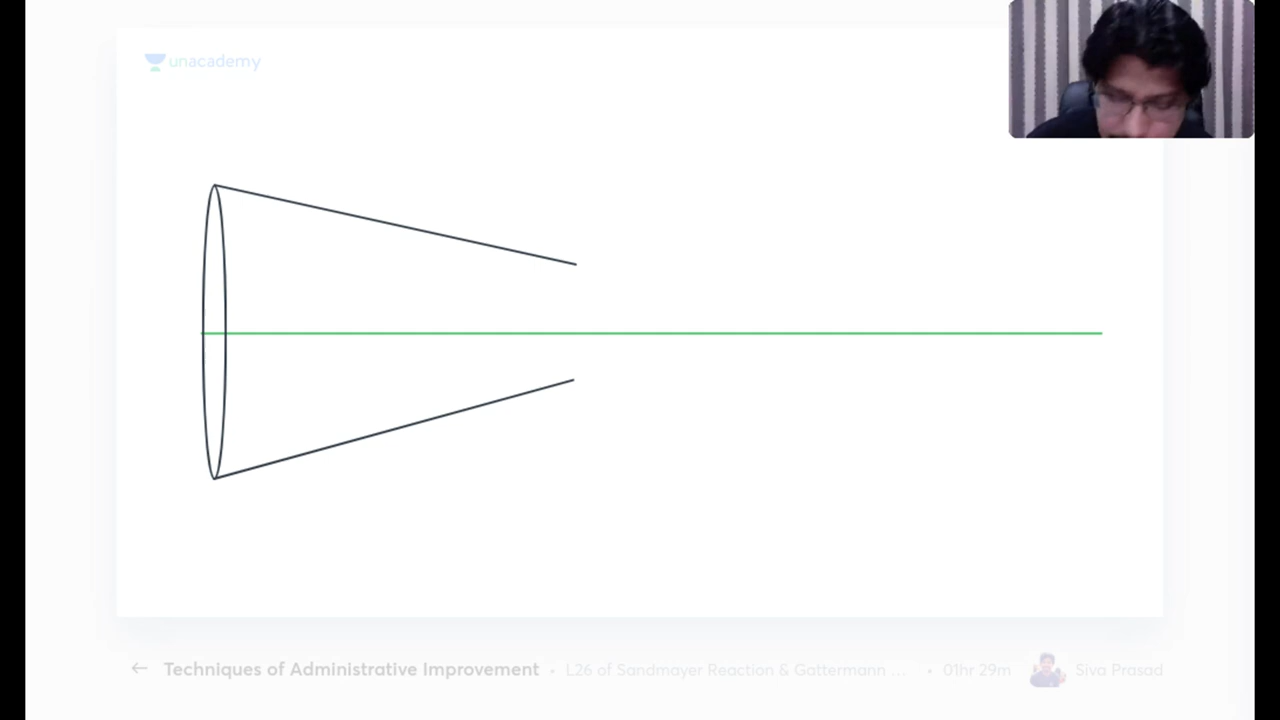 unacademy
Techniques of Administrative Improvement • L26 of Sandmayer Reaction & Gattermann ... • 01hr 29m Siva Prasad